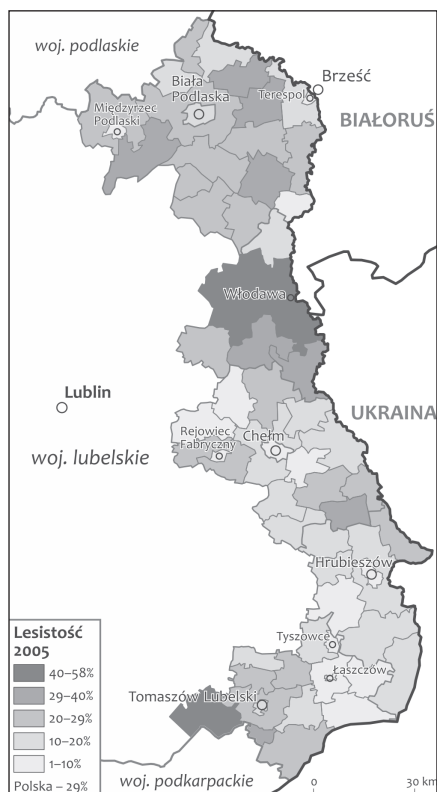 woj. podlaskie
Brześć
Biała
Podlaska
Terespol
Międzyrzec
Podlaski
BIAŁORUŚ
Włodawa
Lublin
UKRAINA
Rejowiec
Fabryczny
Chełm
woj. lubelskie
Hrubieszów
Tyszowce
Łaszczów
Tomaszów Lubelski
Lesistość
2005
40–58%
29–40%
20–29%
10–20%
1–10%
Polska – 29%
woj. podkarpackie
0 30 km